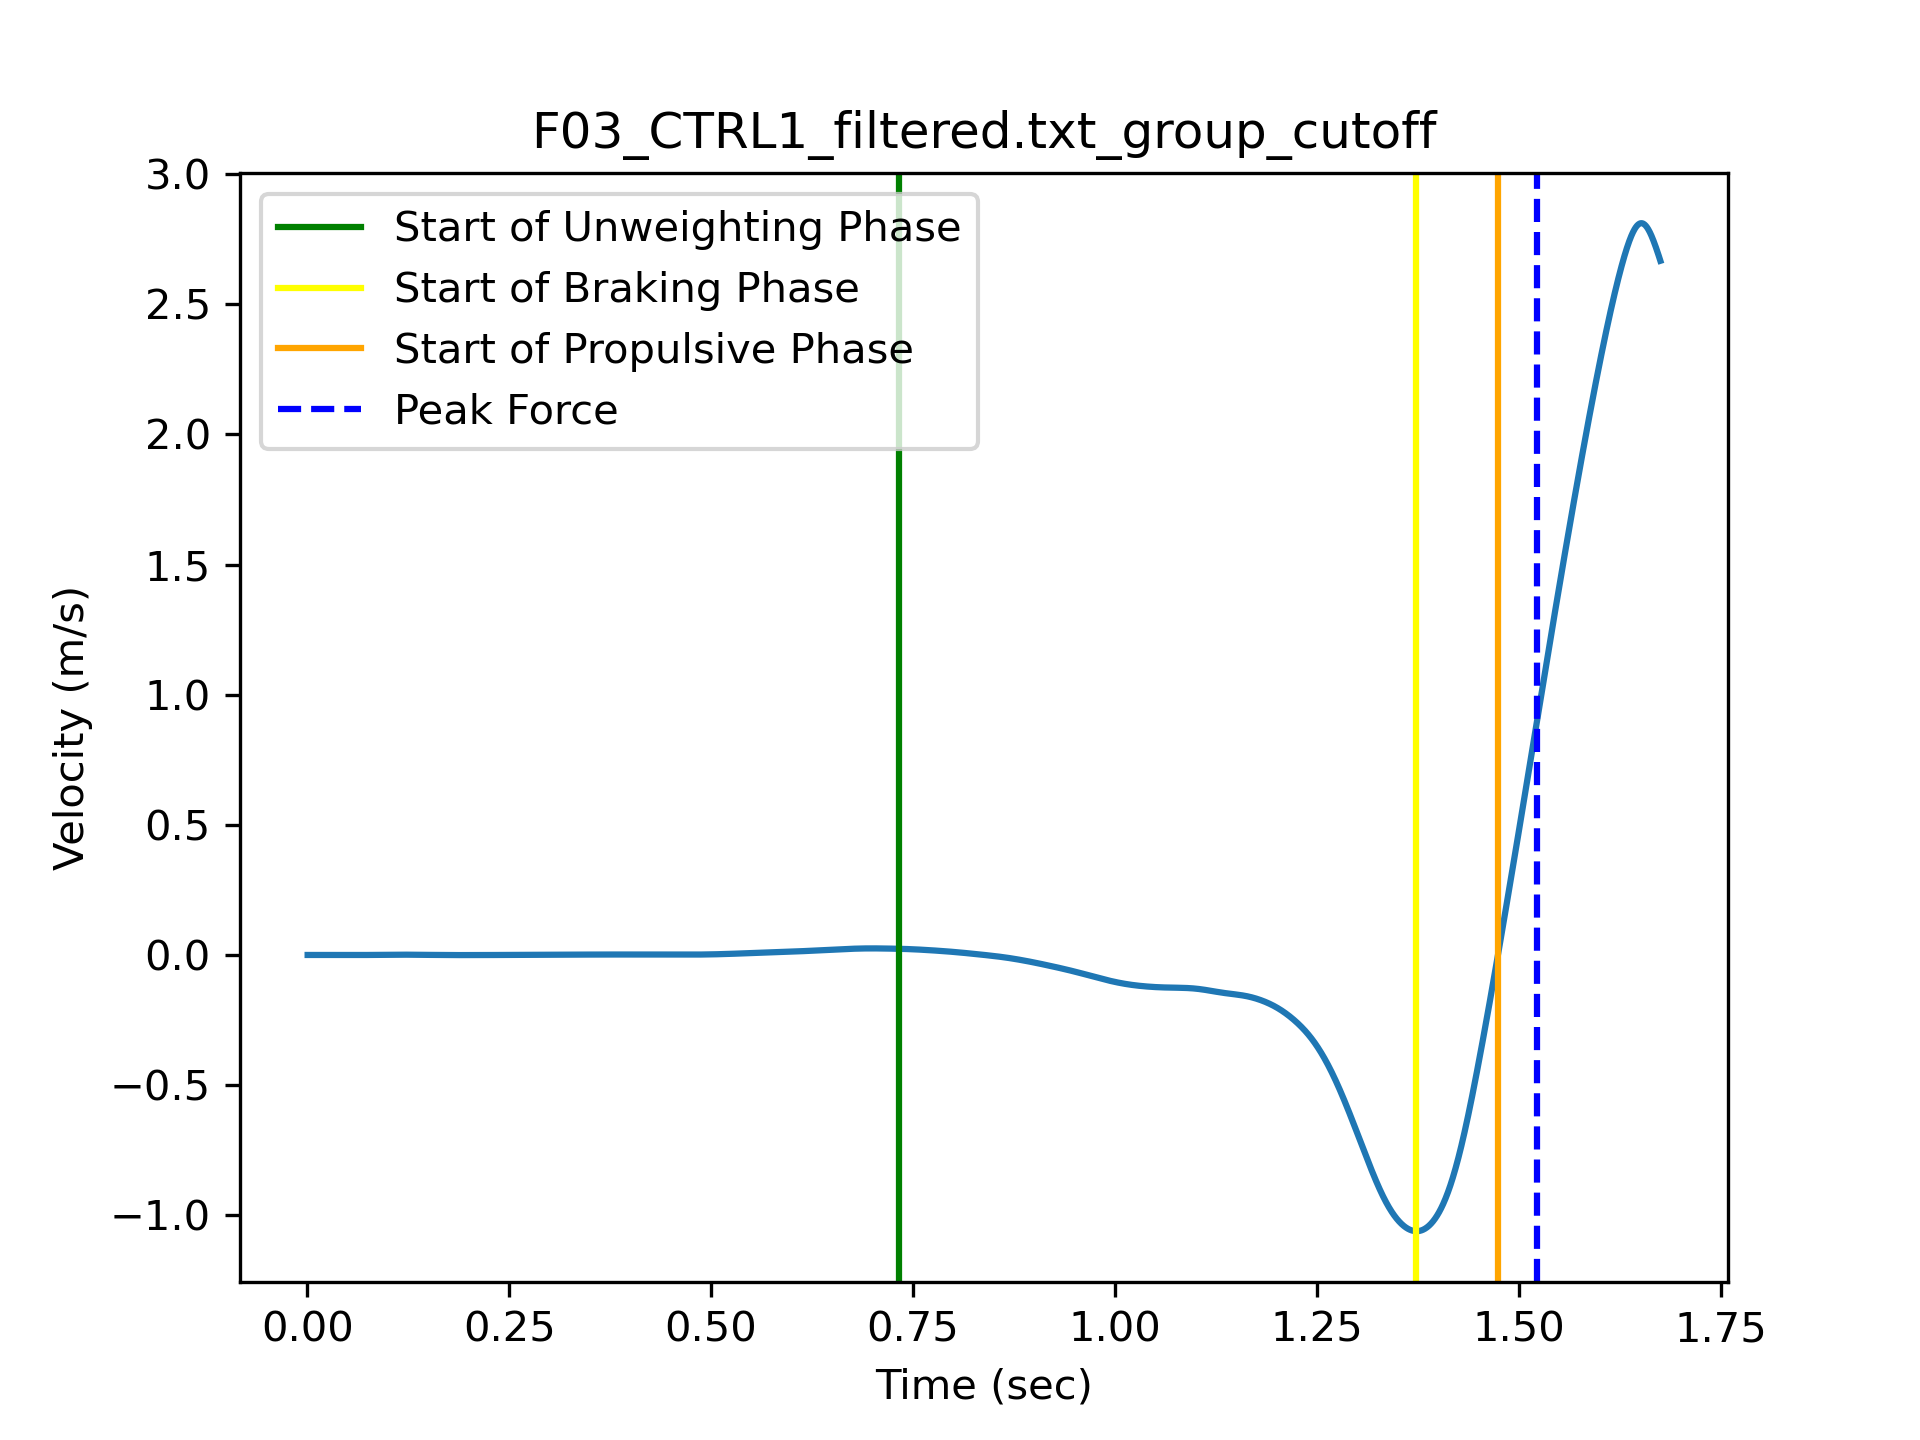 F03_CTRL1_filtered.txt_group_cutoff
Start of Unweighting Phase
Start of Braking Phase
Start of Propulsive Phase
Peak Force
Velocity (m/s)
3.0
2.5
2.0
1.5
1.0
0.5
0.0
−0.5
−1.0
0.00 0.25 0.50 0.75 1.00 1.25 1.50 1.75
Time (sec)